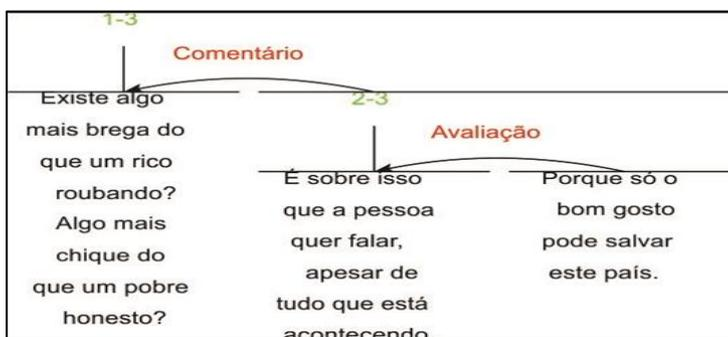 1-3
Comentário
Existe algo
mais brega do
que um rico
roubando?
Algo mais
chique do
que um pobre
honesto?
2-3
Avaliação
É sobre isso
que a pessoa
quer falar,
apesar de
tudo que está
acontecendo
Porque só o
bom gosto
pode salvar
este país.